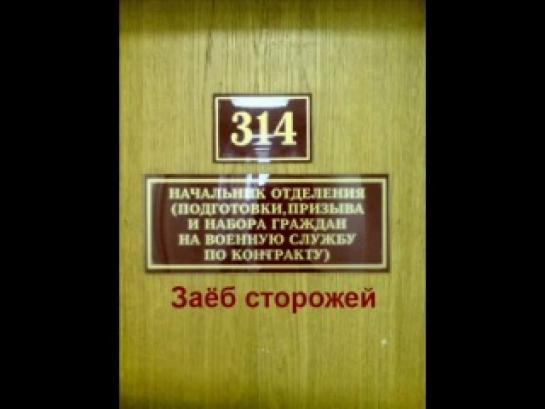 314
НАЧАЛЬНИК ОТДЕЛЕНИЯ
(ПОДГОТОВКИ, ПРИЗЫВА
И НАБОРА ГРАЖДАН
НА ВОЕННУЮ СЛУЖБУ
ПО КОНТРАКТУ)
Заёб сторожей